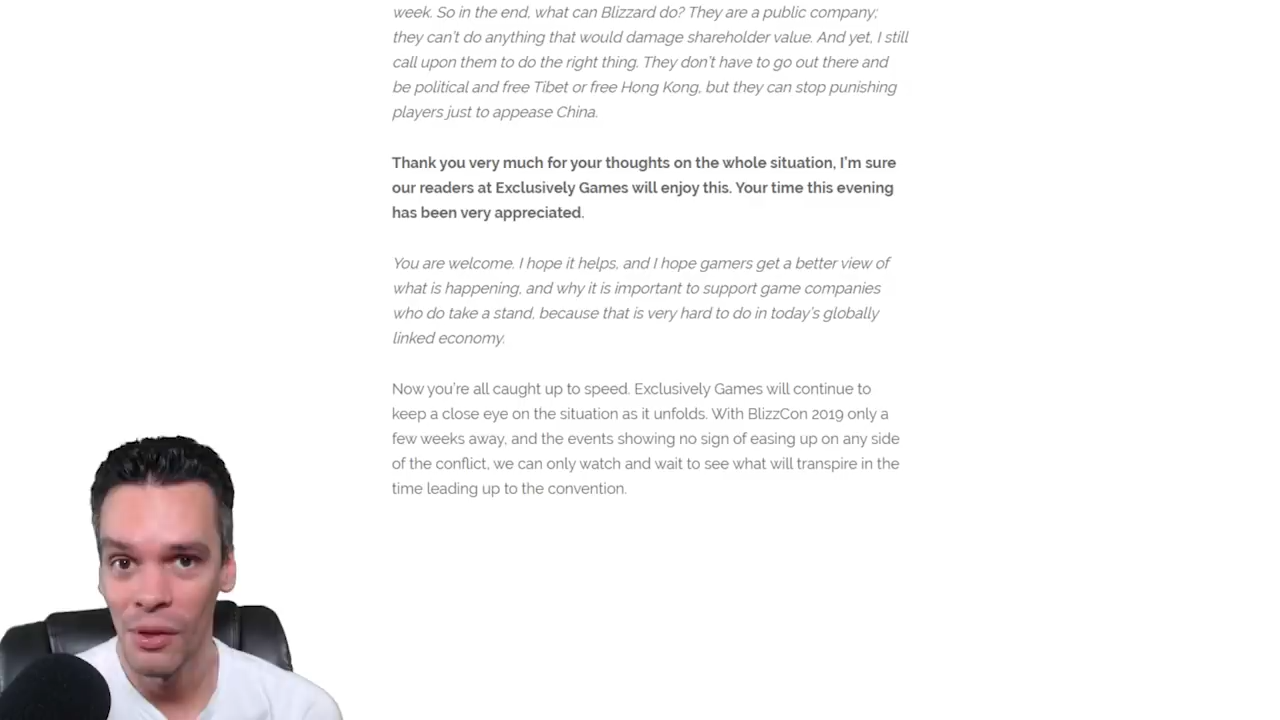 week. So in the end, what can Blizzard do? They are a public company;
they can't do anything that would damage shareholder value. And yet, I still
call upon them to do the right thing. They don't have to go out there and
be political and free Tibet or free Hong Kong, but they can stop punishing
players just to appease China.
Thank you very much for your thoughts on the whole situation, I'm sure
our readers at Exclusively Games will enjoy this. Your time this evening
has been very appreciated.
You are welcome. I hope it helps, and I hope gamers get a better view of
what is happening, and why it is important to support game companies
who do take a stand, because that is very hard to do in today's globally
linked economy.
Now you're all caught up to speed. Exclusively Games will continue to
keep a close eye on the situation as it unfolds. With BlizzCon 2019 only a
few weeks away, and the events showing no sign of easing up on any side
of the conflict, we can only watch and wait to see what will transpire in the
time leading up to the convention.